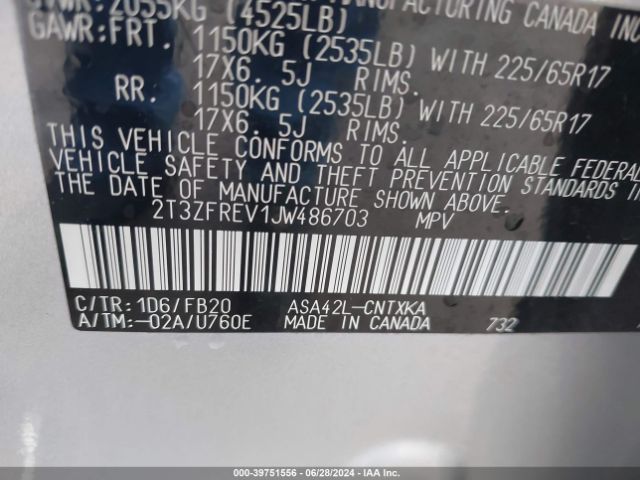 MANUFACTURING CANADA INC
GVWR: 2055KG (4525LB)
GAWR:FRT. 1150KG (2535LB) WITH 225/65R17
17X6. 5J RIMS.
RR. 1150KG (2535LB) WITH 225/65R17
17X6. 5J RIMS.
THIS VEHICLE CONFORMS TO ALL APPLICABLE FEDERAL
VEHICLE SAFETY AND THEFT PREVENTION STANDARDS
THE DATE OF MANUFACTURE SHOWN ABOVE.
2T3ZFREV1JW486703 MPV
C/TR: 1D6/FB20 ASA42L-CNTXKA
A/TM:-02A/U760E MADE IN CANADA 732
000-39751556 - 06/28/2024 - IAAI.COM